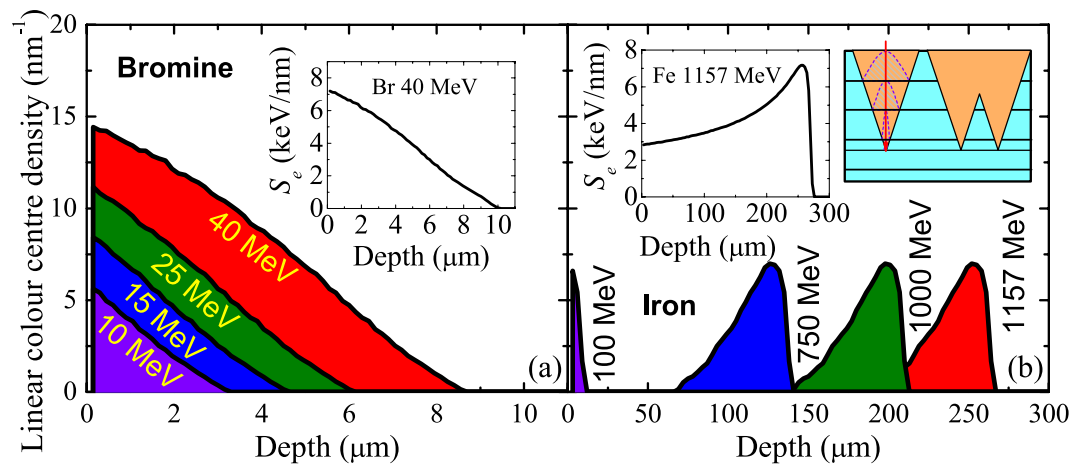 Linear colour centre density (nm⁻¹)
20
15
10
5
0
Bromine
40 MeV
25 MeV
15 MeV
10 MeV
(a)
0 2 4 6 8 10
Depth (μm)
Br 40 MeV
Sₑ (keV/nm)
8
6
4
2
0
0 2 4 6 8 10
Depth (μm)
Iron
100 MeV
750 MeV
1000 MeV
1157 MeV
(b)
0 50 100 150 200 250 300
Depth (μm)
Fe 1157 MeV
Sₑ (keV/nm)
8
6
4
2
0
0 100 200 300
Depth (μm)